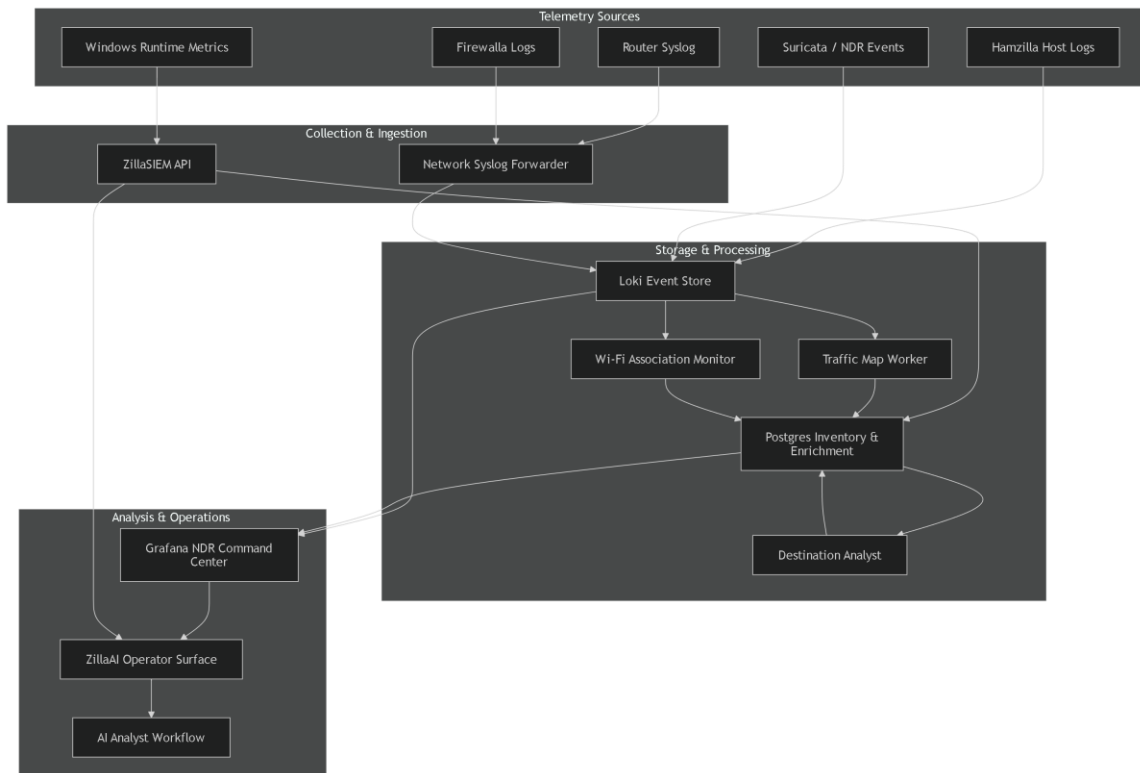 Telemetry Sources
Windows Runtime Metrics
Firewalla Logs
Router Syslog
Suricata / NDR Events
Hamzilla Host Logs
Collection & Ingestion
ZillaSIEM API
Network Syslog Forwarder
Storage & Processing
Loki Event Store
Wi-Fi Association Monitor
Traffic Map Worker
Postgres Inventory &
Enrichment
Destination Analyst
Analysis & Operations
Grafana NDR Command
Center
ZillaAI Operator Surface
AI Analyst Workflow